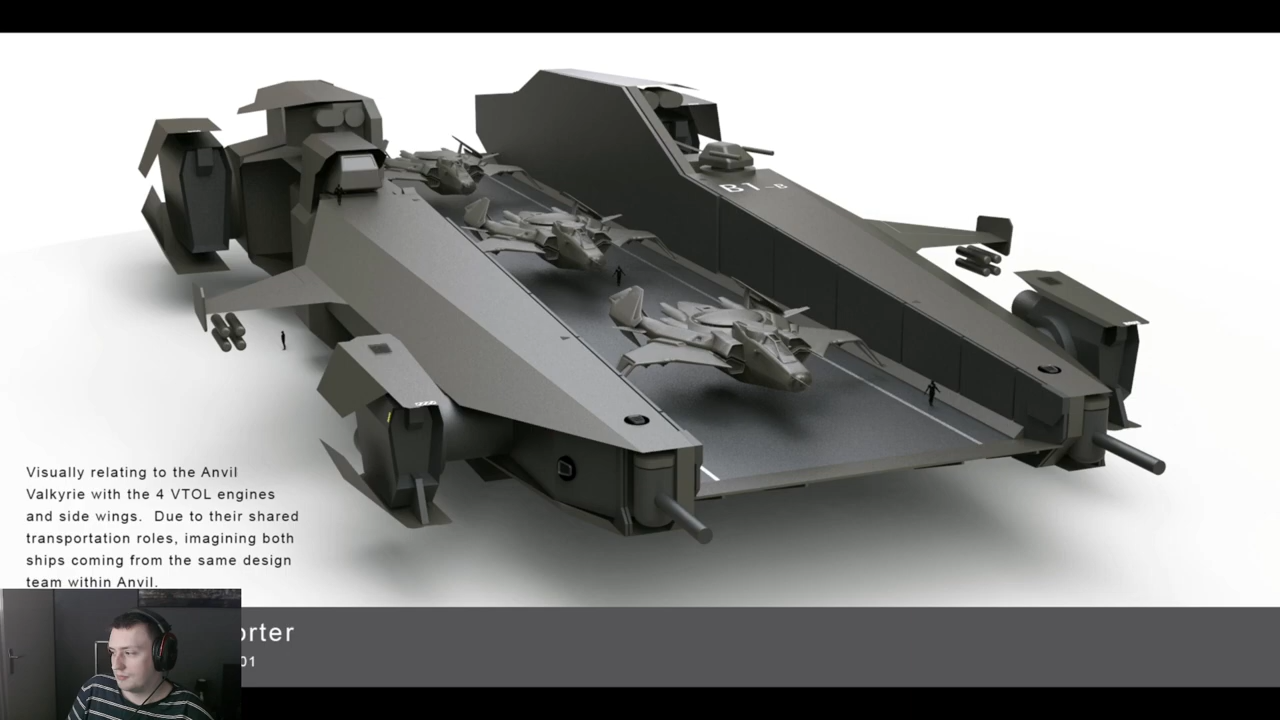 B1 -B
Visually relating to the Anvil
Valkyrie with the 4 VTOL engines
and side wings. Due to their shared
transportation roles, imagining both
ships coming from the same design
team within Anvil.
orter
01